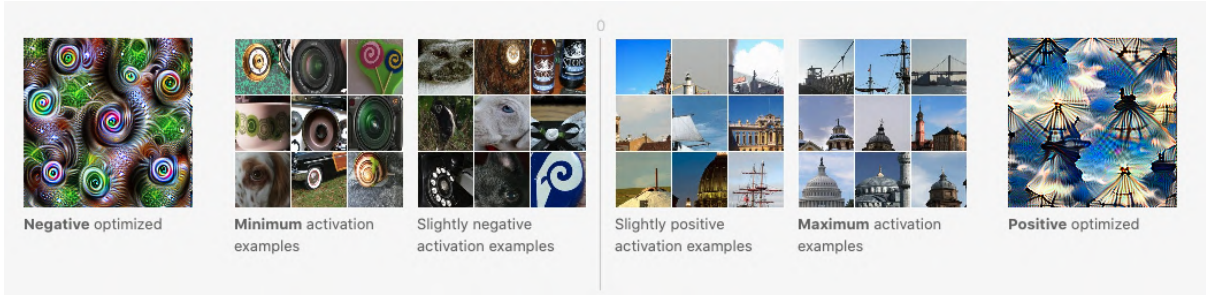 0
Negative optimized
Minimum activation
examples
Slightly negative
activation examples
Slightly positive
activation examples
Maximum activation
examples
Positive optimized